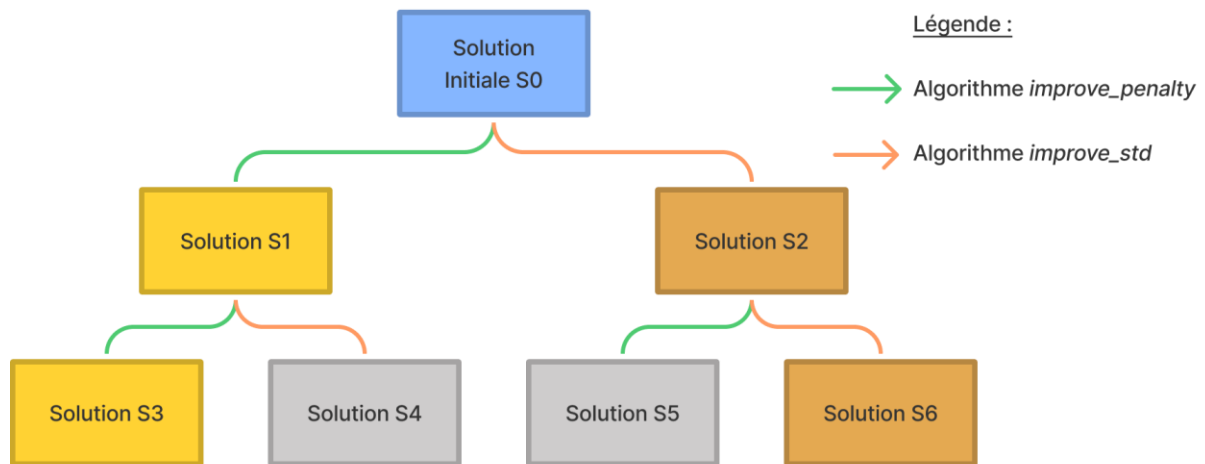 Solution
Initiale S0
Légende :
Algorithme improve_penalty
Algorithme improve_std
Solution S1
Solution S2
Solution S3
Solution S4
Solution S5
Solution S6